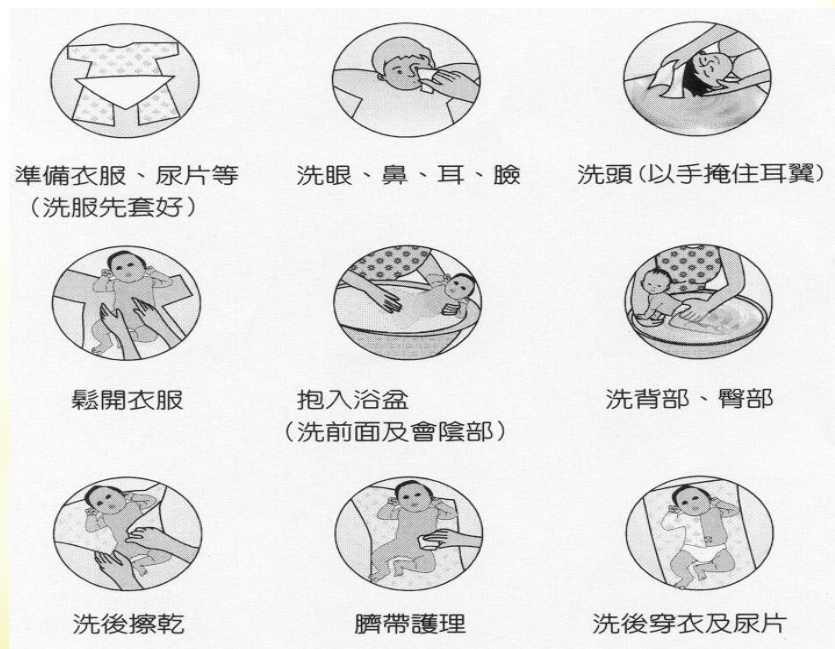 準備衣服、尿片等
(洗服先套好)
洗眼、鼻、耳、臉
洗頭(以手掩住耳翼)
鬆開衣服
抱入浴盆
(洗前面及會陰部)
洗背部、臀部
洗後擦乾
臍帶護理
洗後穿衣及尿片